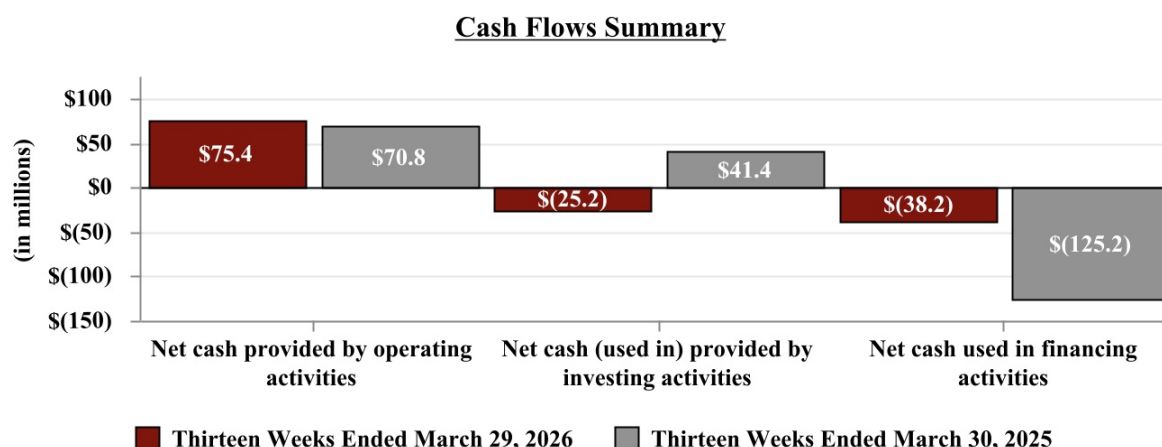 Cash Flows Summary
(in millions)
$100
$50
$0
$(50)
$(100)
$(150)
$75.4
$70.8
$(25.2)
$41.4
$(38.2)
$(125.2)
Net cash provided by operating
activities
Net cash (used in) provided by
investing activities
Net cash used in financing
activities
Thirteen Weeks Ended March 29, 2026
Thirteen Weeks Ended March 30, 2025